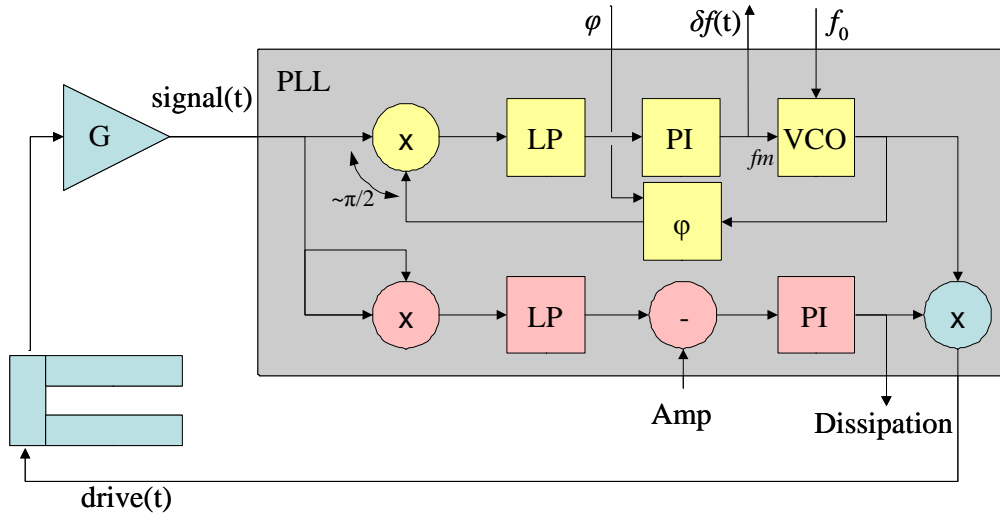 φ
δf(t)
f0
PLL
signal(t)
G
x
LP
PI
fm
VCO
~π/2
φ
x
LP
-
PI
x
Amp
Dissipation
drive(t)